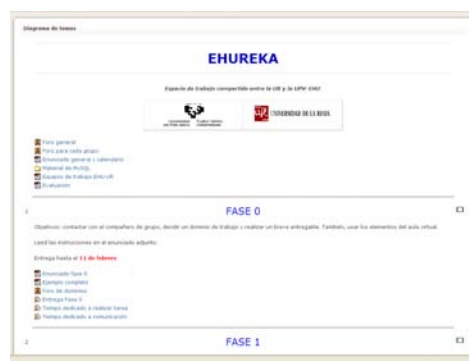 Diagrama de temas
EHUREKA
Espacio de trabajo compartido entre la UR y la UPV-EHU
UNIVERSIDAD DE LA RIOJA
Foro general
Foro para cada grupo
Enunciado general y calendario
Material de MySQL
Equipos de trabajo EHU-UR
Evaluación
1
FASE 0
Objetivos: contactar con el compañero de grupo, decidir un dominio de trabajo y realizar un breve entregable. También, usar los elementos del aula virtual.
Leed las instrucciones en el enunciado adjunto.
Entrega hasta el 11 de febrero
Enunciado Fase 0
Ejemplo completo
Foro de dominios
Entrega Fase 0
Tiempo dedicado a realizar tarea
Tiempo dedicado a comunicación
2
FASE 1